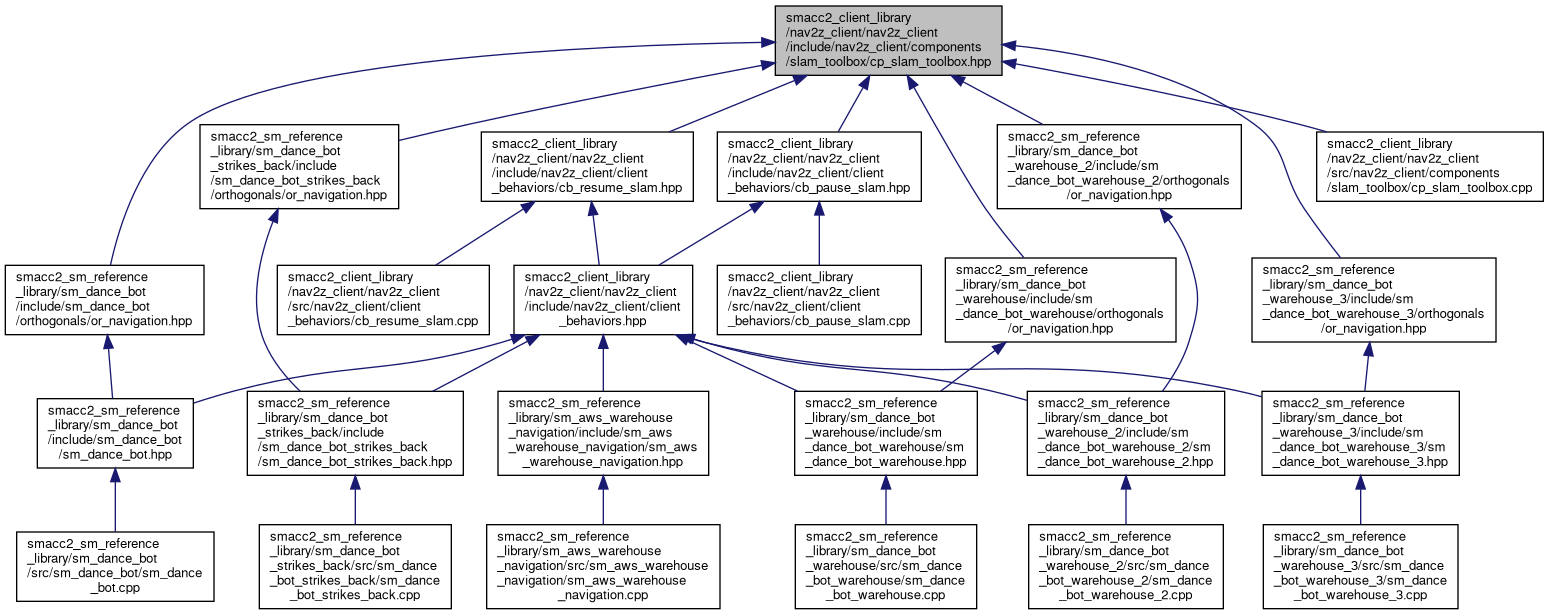 smacc2_client_library
/nav2z_client/nav2z_client
/include/nav2z_client/components
/slam_toolbox/cp_slam_toolbox.hpp
smacc2_sm_reference
_library/sm_dance_bot
_strikes_back/include
/sm_dance_bot_strikes_back
/orthogonals/or_navigation.hpp
smacc2_client_library
/nav2z_client/nav2z_client
/include/nav2z_client/client
_behaviors/cb_resume_slam.hpp
smacc2_client_library
/nav2z_client/nav2z_client
/include/nav2z_client/client
_behaviors/cb_pause_slam.hpp
smacc2_sm_reference
_library/sm_dance_bot
_warehouse_2/include/sm
_dance_bot_warehouse_2/orthogonals
/or_navigation.hpp
smacc2_client_library
/nav2z_client/nav2z_client
/src/nav2z_client/components
/slam_toolbox/cp_slam_toolbox.cpp
smacc2_sm_reference
_library/sm_dance_bot
/include/sm_dance_bot
/orthogonals/or_navigation.hpp
smacc2_client_library
/nav2z_client/nav2z_client
/src/nav2z_client/client
_behaviors/cb_resume_slam.cpp
smacc2_client_library
/nav2z_client/nav2z_client
/include/nav2z_client/client
_behaviors.hpp
smacc2_client_library
/nav2z_client/nav2z_client
/src/nav2z_client/client
_behaviors/cb_pause_slam.cpp
smacc2_sm_reference
_library/sm_dance_bot
_warehouse/include/sm
_dance_bot_warehouse/orthogonals
/or_navigation.hpp
smacc2_sm_reference
_library/sm_dance_bot
_warehouse_3/include/sm
_dance_bot_warehouse_3/orthogonals
/or_navigation.hpp
smacc2_sm_reference
_library/sm_dance_bot
/include/sm_dance_bot
/sm_dance_bot.hpp
smacc2_sm_reference
_library/sm_dance_bot
_strikes_back/include
/sm_dance_bot_strikes_back
/sm_dance_bot_strikes_back.hpp
smacc2_sm_reference
_library/sm_aws_warehouse
_navigation/include/sm_aws
_warehouse_navigation/sm_aws
_warehouse_navigation.hpp
smacc2_sm_reference
_library/sm_dance_bot
_warehouse/include/sm
_dance_bot_warehouse/sm
_dance_bot_warehouse.hpp
smacc2_sm_reference
_library/sm_dance_bot
_warehouse_2/include/sm
_dance_bot_warehouse_2/sm
_dance_bot_warehouse_2.hpp
smacc2_sm_reference
_library/sm_dance_bot
_warehouse_3/include/sm
_dance_bot_warehouse_3/sm
_dance_bot_warehouse_3.hpp
smacc2_sm_reference
_library/sm_dance_bot
/src/sm_dance_bot/sm_dance
_bot.cpp
smacc2_sm_reference
_library/sm_dance_bot
_strikes_back/src/sm_dance
_bot_strikes_back/sm_dance
_bot_strikes_back.cpp
smacc2_sm_reference
_library/sm_aws_warehouse
_navigation/src/sm_aws_warehouse
_navigation/sm_aws_warehouse
_navigation.cpp
smacc2_sm_reference
_library/sm_dance_bot
_warehouse/src/sm_dance
_bot_warehouse/sm_dance
_bot_warehouse.cpp
smacc2_sm_reference
_library/sm_dance_bot
_warehouse_2/src/sm_dance
_bot_warehouse_2/sm_dance
_bot_warehouse_2.cpp
smacc2_sm_reference
_library/sm_dance_bot
_warehouse_3/src/sm_dance
_bot_warehouse_3/sm_dance
_bot_warehouse_3.cpp